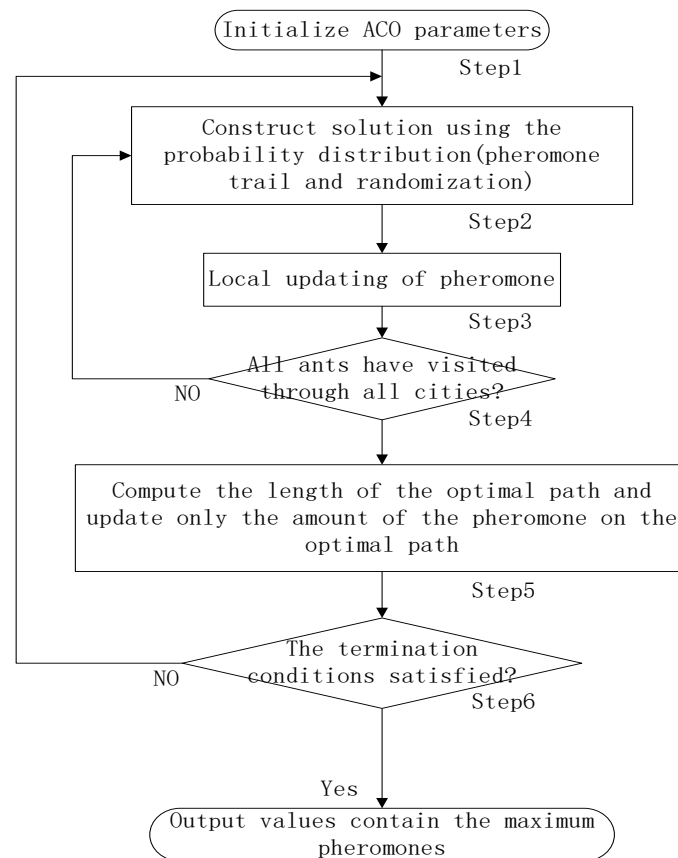 Initialize ACO parameters
Step1
Construct solution using the
probability distribution(pheromone
trail and randomization)
Step2
Local updating of pheromone
Step3
All ants have visited
through all cities?
NO
Step4
Compute the length of the optimal path and
update only the amount of the pheromone on the
optimal path
Step5
The termination
conditions satisfied?
NO
Step6
Yes
Output values contain the maximum
pheromones